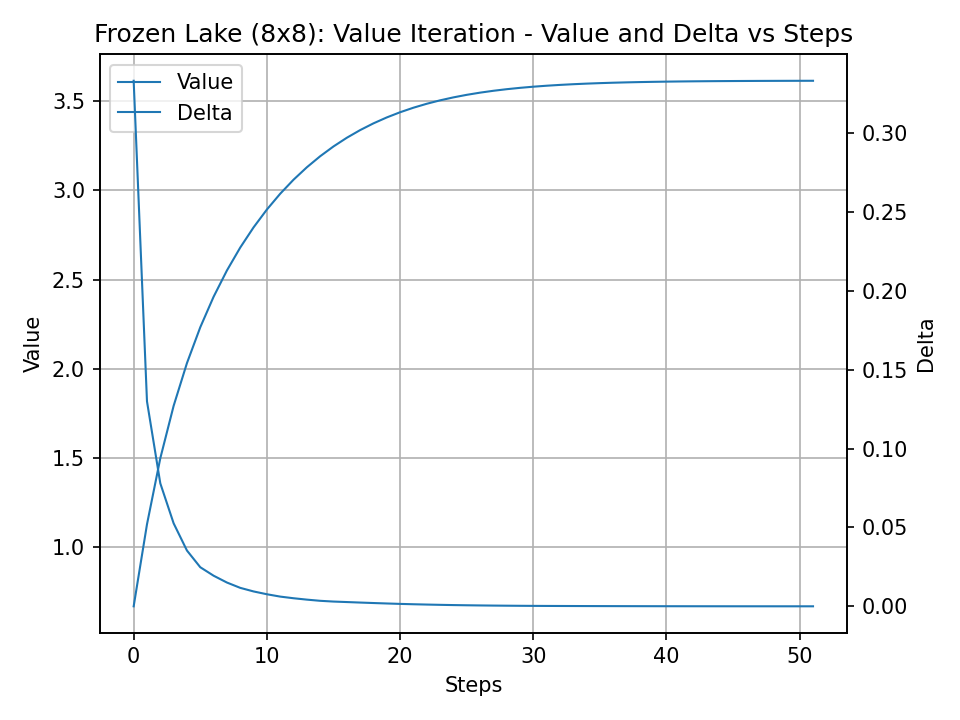 Frozen Lake (8x8): Value Iteration - Value and Delta vs Steps
Value
Delta
3.5
3.0
2.5
2.0
1.5
1.0
Value
0.30
0.25
0.20
0.15
0.10
0.05
0.00
Delta
0 10 20 30 40 50
Steps